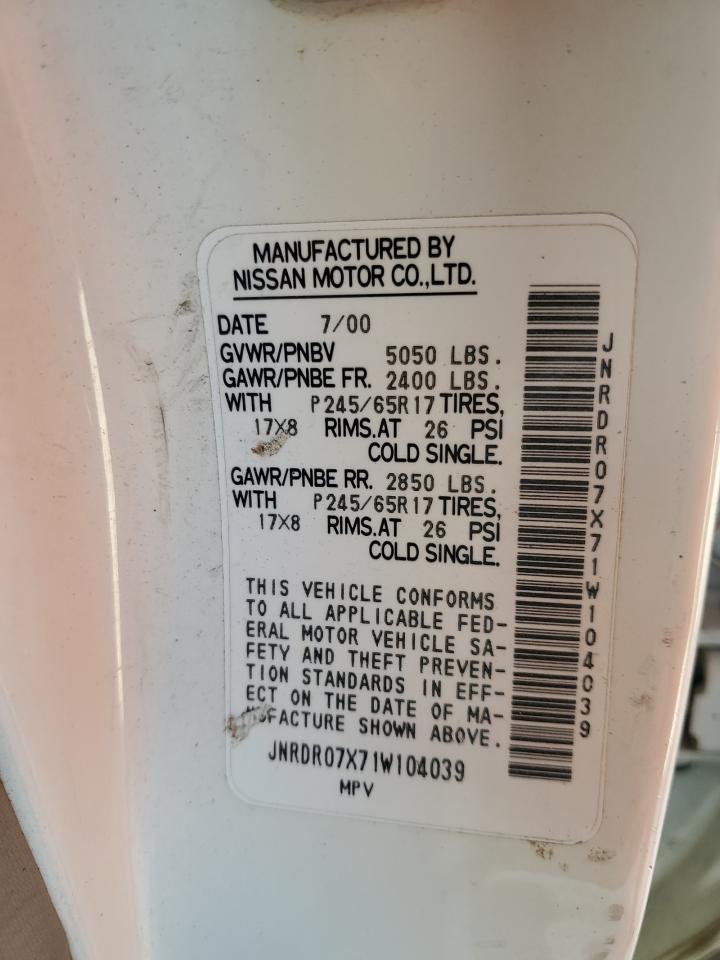 MANUFACTURED BY
NISSAN MOTOR CO.,LTD.
DATE 7/00
GVWR/PNBV 5050 LBS.
GAWR/PNBE FR. 2400 LBS.
WITH P245/65R17 TIRES,
17X8 RIMS.AT 26 PSI
COLD SINGLE.
GAWR/PNBE RR. 2850 LBS.
WITH P245/65R17 TIRES,
17X8 RIMS.AT 26 PSI
COLD SINGLE.
THIS VEHICLE CONFORMS
TO ALL APPLICABLE FED-
ERAL MOTOR VEHICLE SA-
FETY AND THEFT PREVEN-
TION STANDARDS IN EFF-
ECT ON THE DATE OF MA-
NUFACTURE SHOWN ABOVE.
JNRDR07X71W104039
MPV
JNRDR07X71W104039